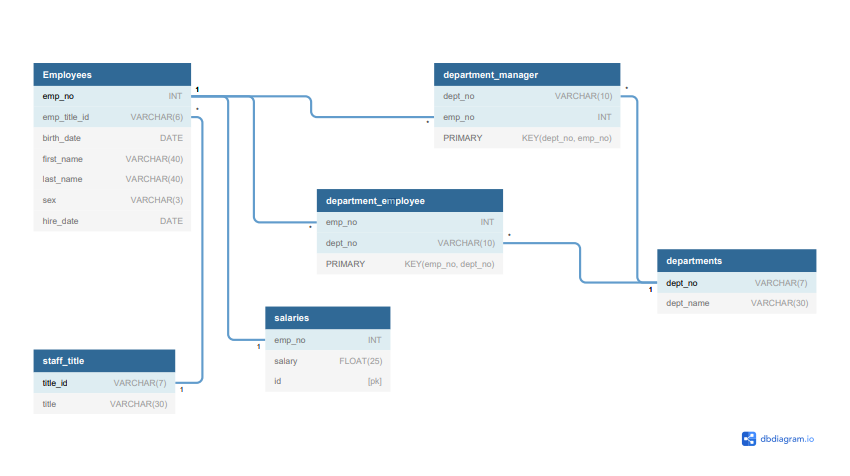 Employees
emp_no INT
emp_title_id VARCHAR(6)
birth_date DATE
first_name VARCHAR(40)
last_name VARCHAR(40)
sex VARCHAR(3)
hire_date DATE
1
*
department_manager
dept_no VARCHAR(10)
emp_no INT
PRIMARY KEY(dept_no, emp_no)
*
*
department_employee
emp_no INT
dept_no VARCHAR(10)
PRIMARY KEY(emp_no, dept_no)
*
*
departments
dept_no VARCHAR(7)
dept_name VARCHAR(30)
1
salaries
emp_no INT
salary FLOAT(25)
id [pk]
1
staff_title
title_id VARCHAR(7)
title VARCHAR(30)
1
dbdiagram.io